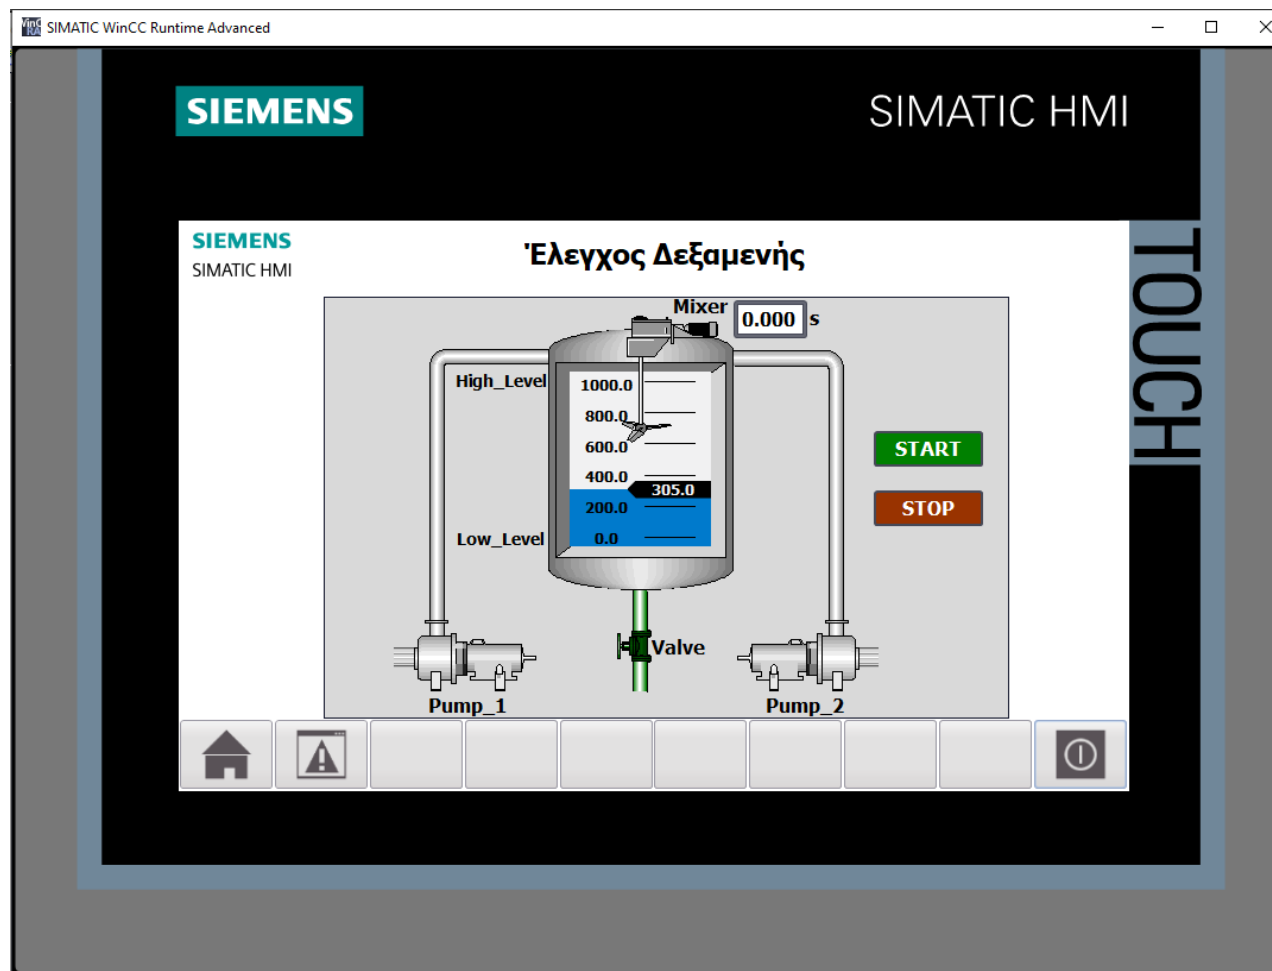 SIMATIC WinCC Runtime Advanced
SIEMENS
SIMATIC HMI
TOUCH
SIEMENS
SIMATIC HMI
Έλεγχος Δεξαμενής
Mixer 0.000 s
High_Level
1000.0
800.0
600.0
400.0
305.0
200.0
Low_Level
0.0
START
STOP
Valve
Pump_1
Pump_2